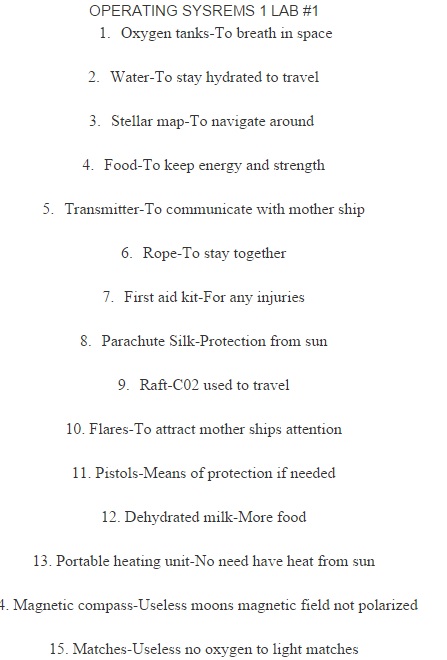 OPERATING SYSREMS 1 LAB #1
1. Oxygen tanks-To breath in space
2. Water-To stay hydrated to travel
3. Stellar map-To navigate around
4. Food-To keep energy and strength
5. Transmitter-To communicate with mother ship
6. Rope-To stay together
7. First aid kit-For any injuries
8. Parachute Silk-Protection from sun
9. Raft-C02 used to travel
10. Flares-To attract mother ships attention
11. Pistols-Means of protection if needed
12. Dehydrated milk-More food
13. Portable heating unit-No need have heat from sun
4. Magnetic compass-Useless moons magnetic field not polarized
15. Matches-Useless no oxygen to light matches